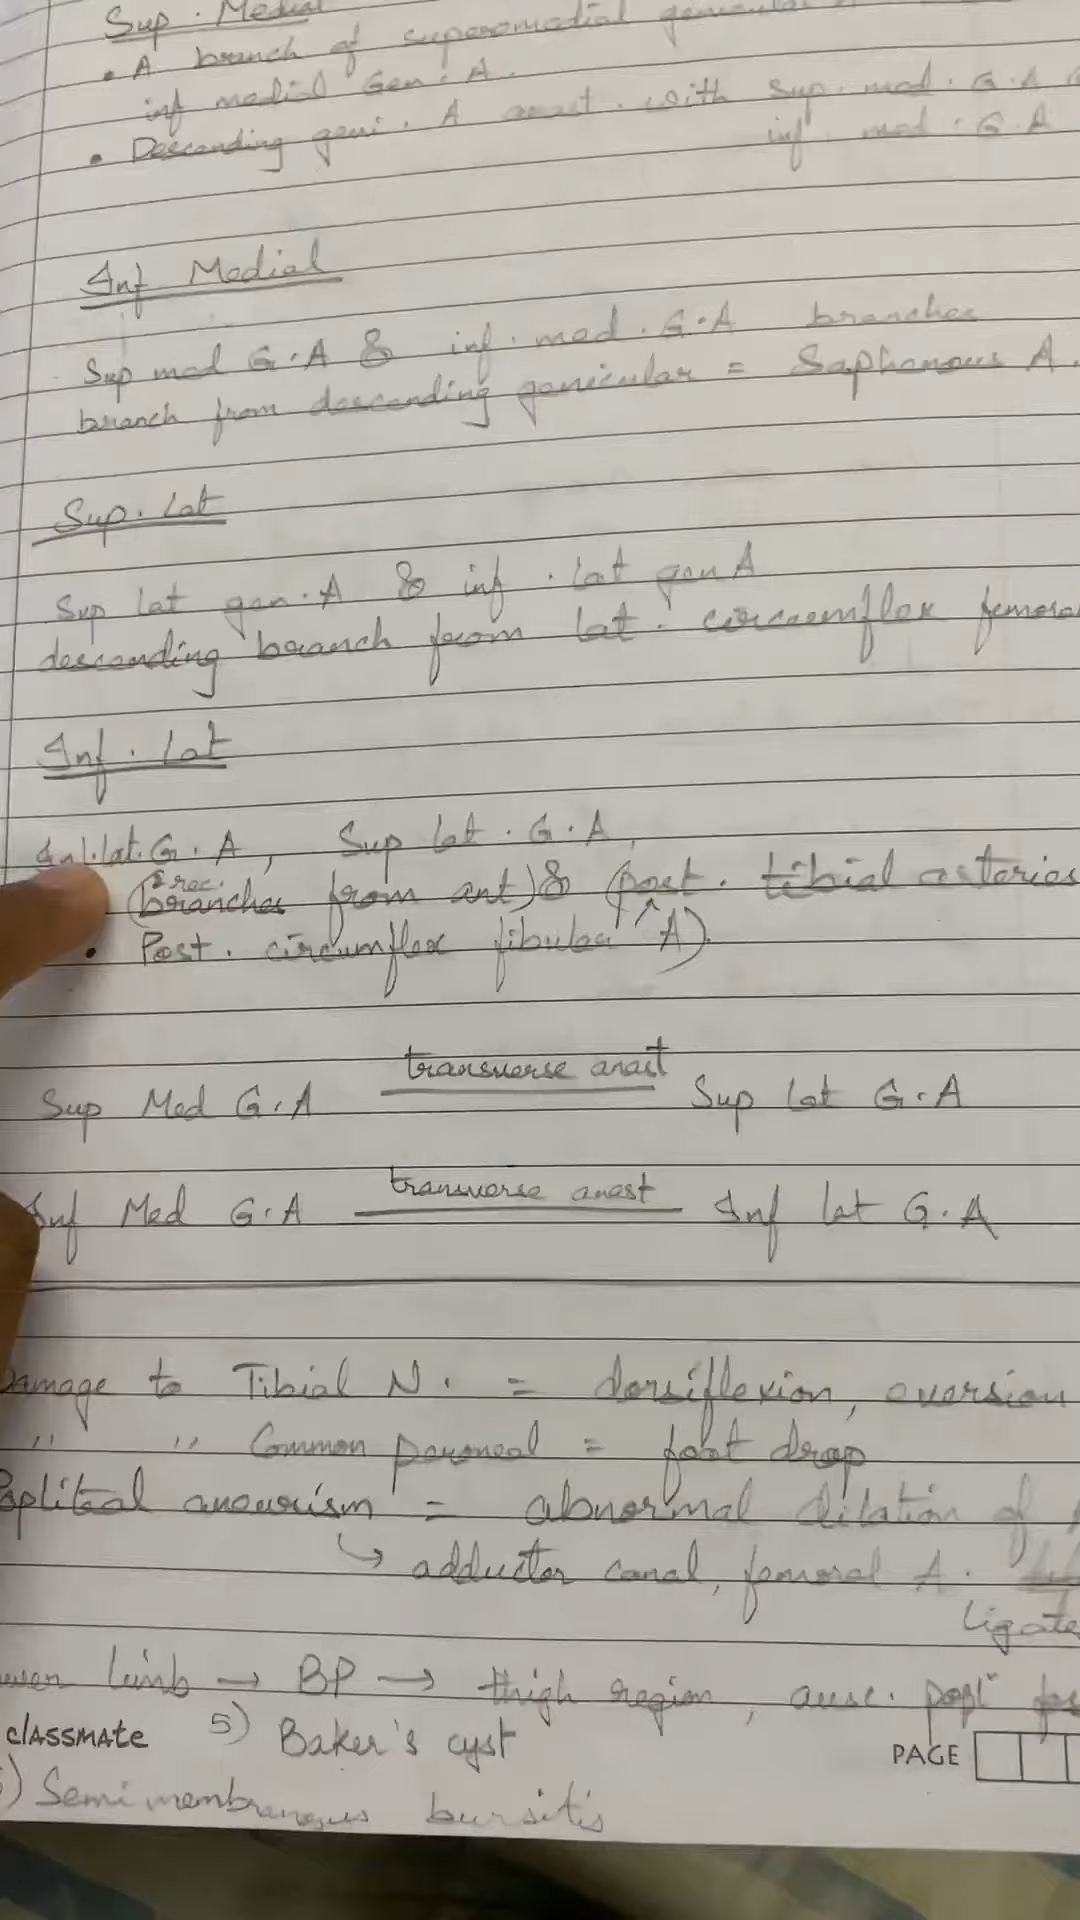 Sup. Medial
• A branch of superomedial genicular
inf medial Gen. A.
• Descending geni. A anast. with sup. med. G.A
inf. med. G.A
Inf Medial
Sup med G.A & inf. med. G.A branches
branch from descending genicular = Saphenous A.
Sup. Lat
Sup lat gen. A & inf. lat gen A
descending branch from lat. circumflex femora
Inf. Lat
Inf. lat. G.A, Sup lat. G.A,
2 rec.
(branches from ant) & (post. tibial arteries
• Post. circumflex fibular ^ A).
transverse anast
Sup Med G.A Sup lat G.A
transverse anast
Inf Med G.A Inf lat G.A
Damage to Tibial N. = dorsiflexion, eversion
" " Common peroneal = foot drop
Popliteal aneurism = abnormal dilation of
↳ adductor canal, femoral A.
ligate
limb → BP → thigh region, ausc. popl"
classmate 5) Baker's cyst
PAGE
) Semimembranosus bursitis